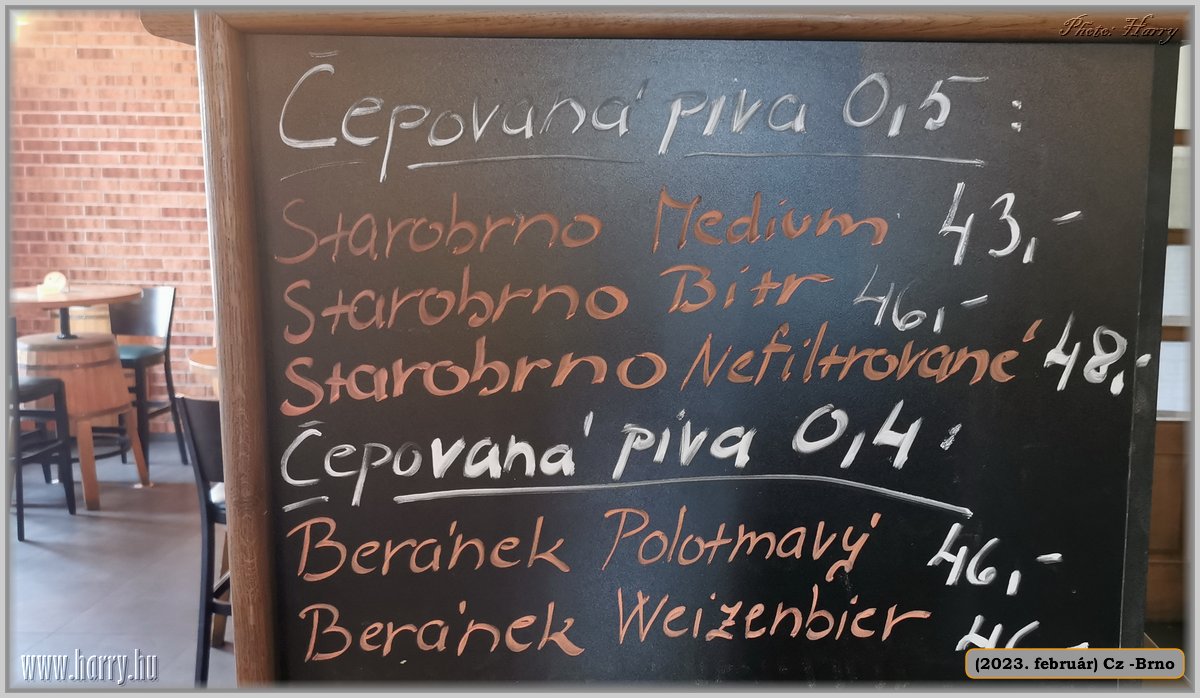 Photo: Harry
Čepovaná piva 0,5:
Starobrno Medium 43,-
Starobrno Bitr 46,-
Starobrno Nefiltrované 48,-
Čepovaná piva 0,4:
Beránek Polotmavý 46,-
Beránek Weizenbier 46,-
www.harry.hu
(2023. február) Cz -Brno